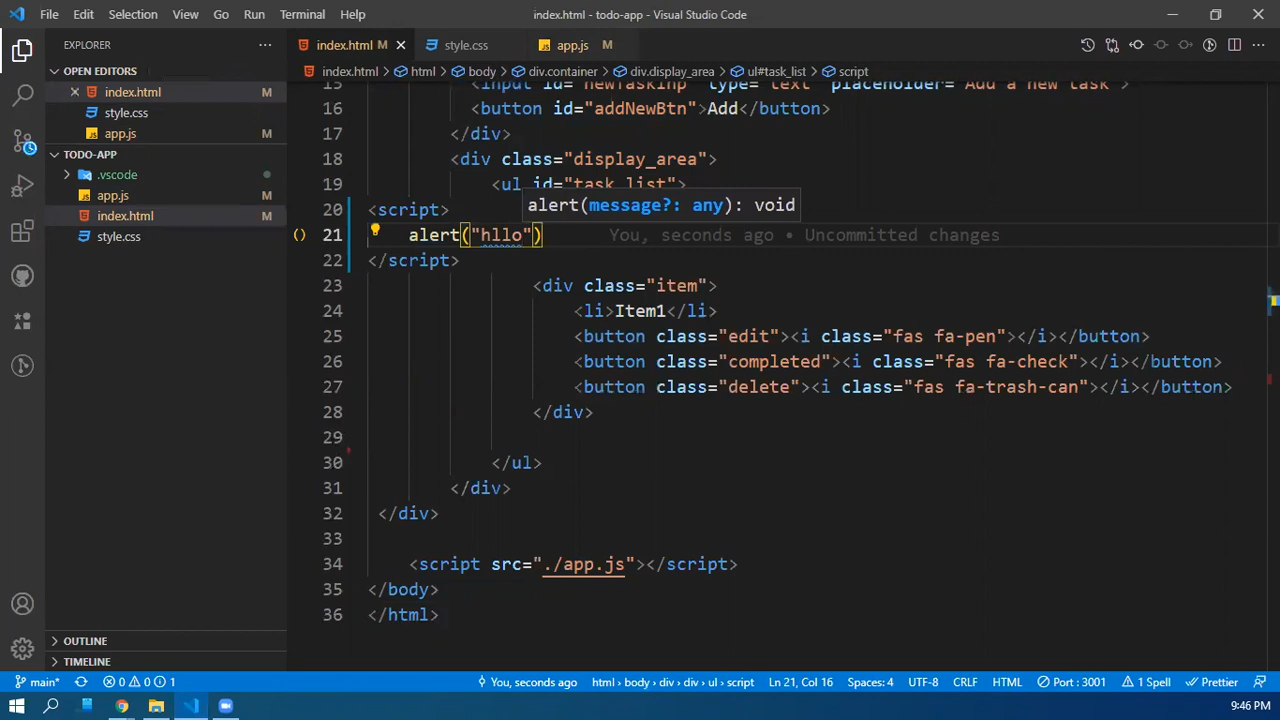 File Edit Selection View Go Run Terminal Help
index.html - todo-app - Visual Studio Code
EXPLORER
OPEN EDITORS
index.html M
style.css
app.js M
TODO-APP
.vscode
app.js
index.html M
style.css
OUTLINE
TIMELINE
index.html M style.css app.js M
index.html > html > body > div.container > div.display_area > ul#task_list > script
15 <input id="newTaskInp" type="text" placeholder="Add a new task">
16 <button id="addNewBtn">Add</button>
17 </div>
18 <div class="display_area">
19 <ul id="task_list">
alert(message?: any): void
20 <script>
21 alert("hllo") You, seconds ago • Uncommitted changes
22 </script>
23 <div class="item">
24 <li>Item1</li>
25 <button class="edit"><i class="fas fa-pen"></i></button>
26 <button class="completed"><i class="fas fa-check"></i></button>
27 <button class="delete"><i class="fas fa-trash-can"></i></button>
28 </div>
29
30 </ul>
31 </div>
32 </div>
33
34 <script src="./app.js"></script>
35 </body>
36 </html>
main* 0 0 1 You, seconds ago html > body > div > div > ul > script Ln 21, Col 16 Spaces: 4 UTF-8 CRLF HTML Port : 3001 1 Spell Prettier
9:46 PM